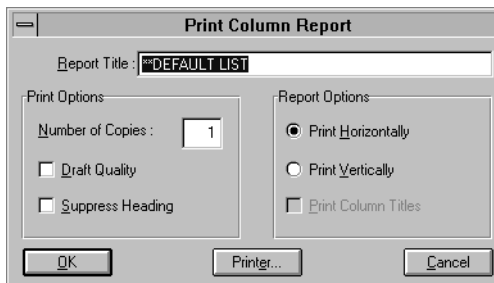 Print Column Report
Report Title : **DEFAULT LIST
Print Options
Number of Copies : 1
Draft Quality
Suppress Heading
Report Options
Print Horizontally
Print Vertically
Print Column Titles
OK
Printer...
Cancel